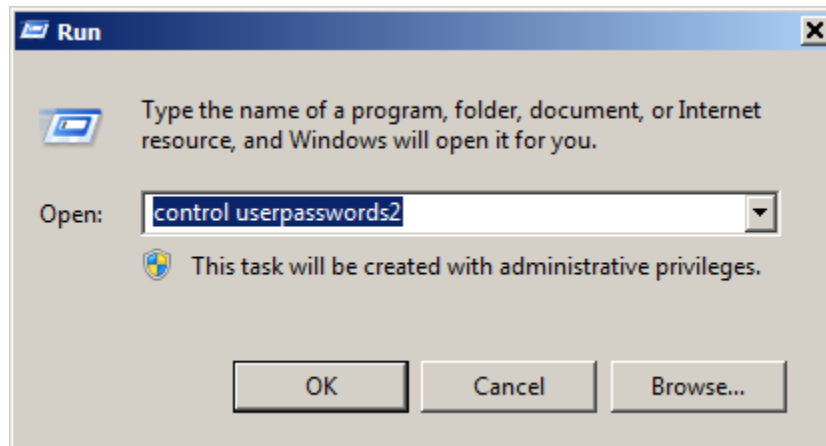 Run
Type the name of a program, folder, document, or Internet
resource, and Windows will open it for you.
Open: control userpasswords2
This task will be created with administrative privileges.
OK Cancel Browse...